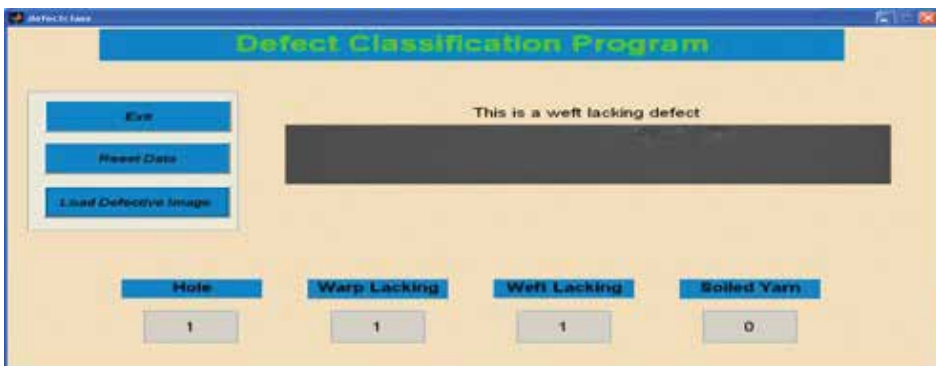 defectclass
Defect Classification Program
Exit
Reset Data
Load Defective Image
This is a weft lacking defect
Hole
Warp Lacking
Weft Lacking
Soiled Yarn
1
1
1
0